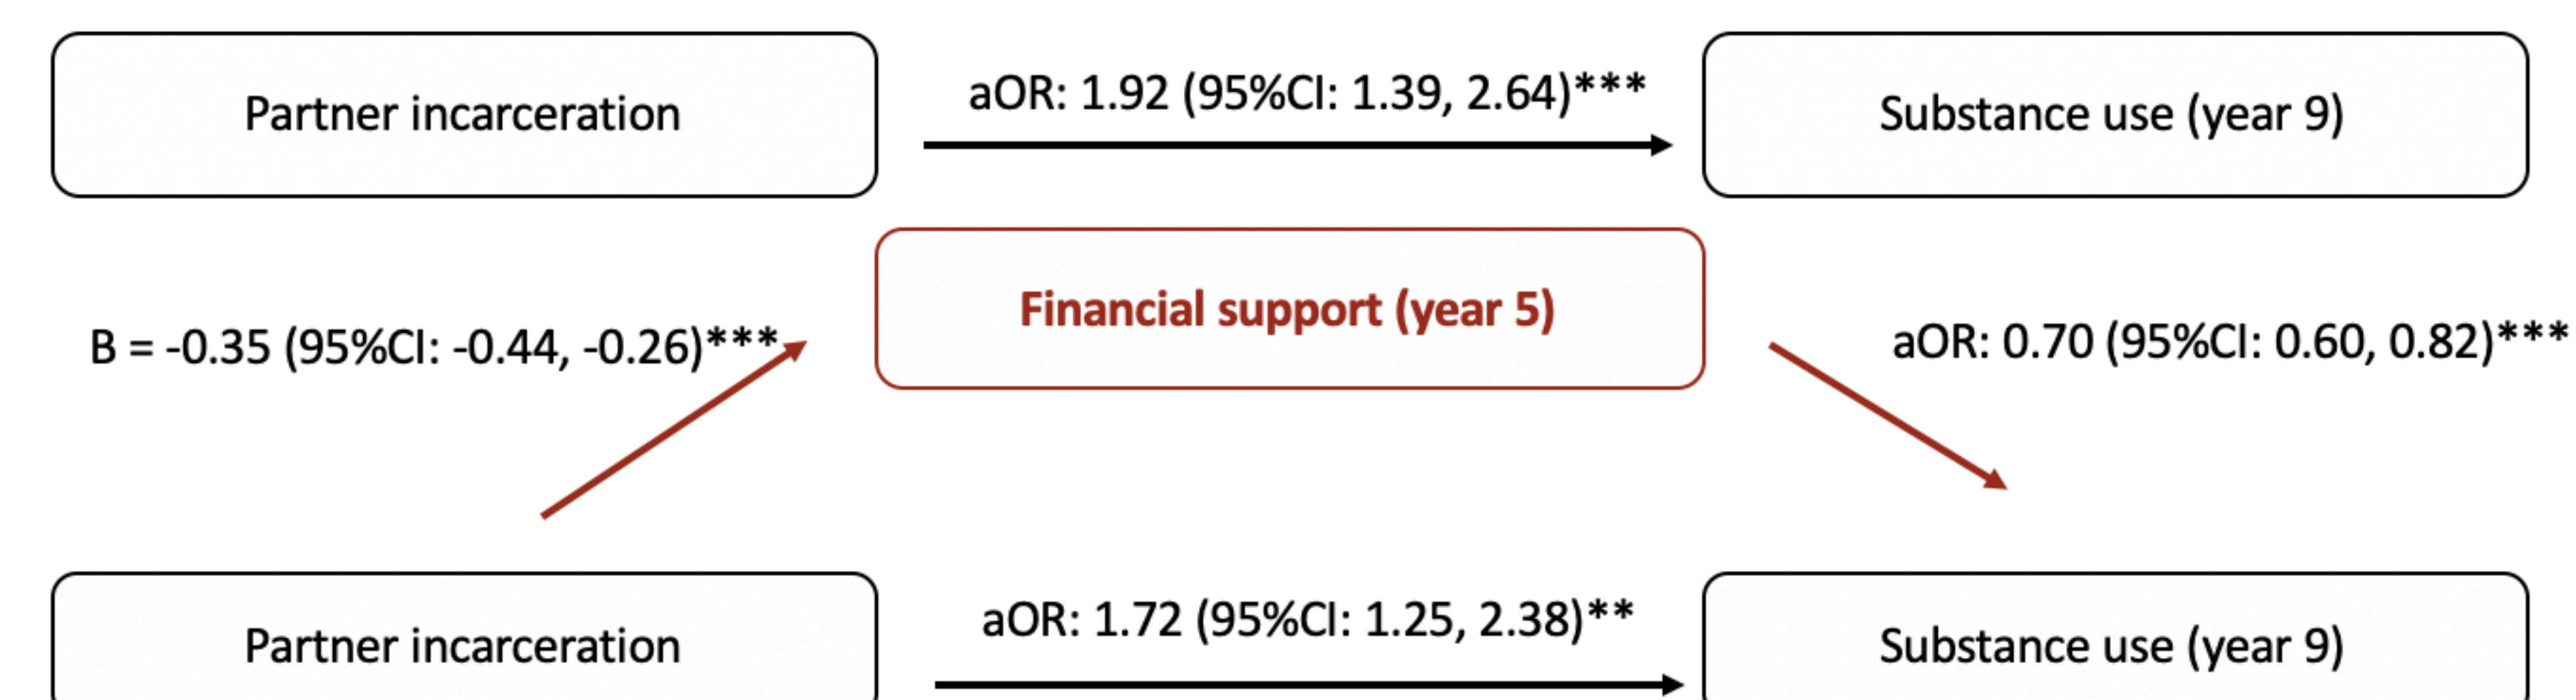 Partner incarceration
aOR: 1.92 (95%CI: 1.39, 2.64)***
Substance use (year 9)
Financial support (year 5)
B = -0.35 (95%CI: -0.44, -0.26)***
aOR: 0.70 (95%CI: 0.60, 0.82)***
Partner incarceration
aOR: 1.72 (95%CI: 1.25, 2.38)**
Substance use (year 9)